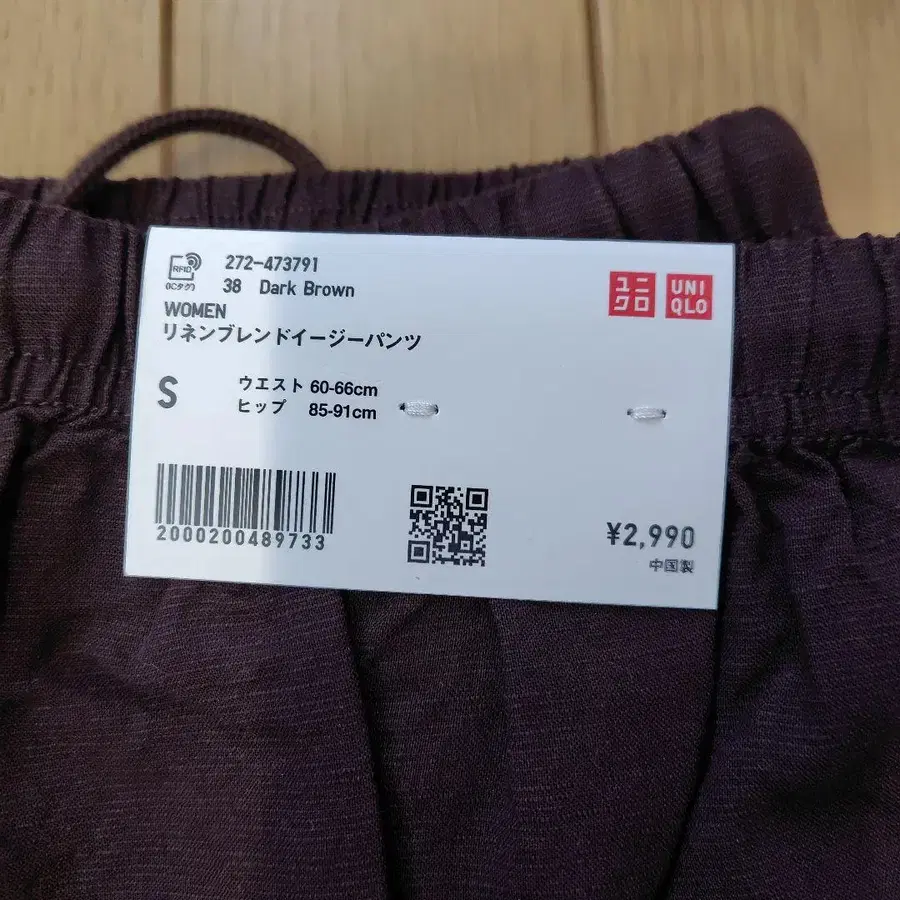 RFID
(ICタグ)
272-473791
38 Dark Brown
WOMEN
リネンブレンドイージーパンツ
ユニ
クロ
UNI
QLO
S
ウエスト 60-66cm
ヒップ 85-91cm
2000200489733
¥2,990
中国製